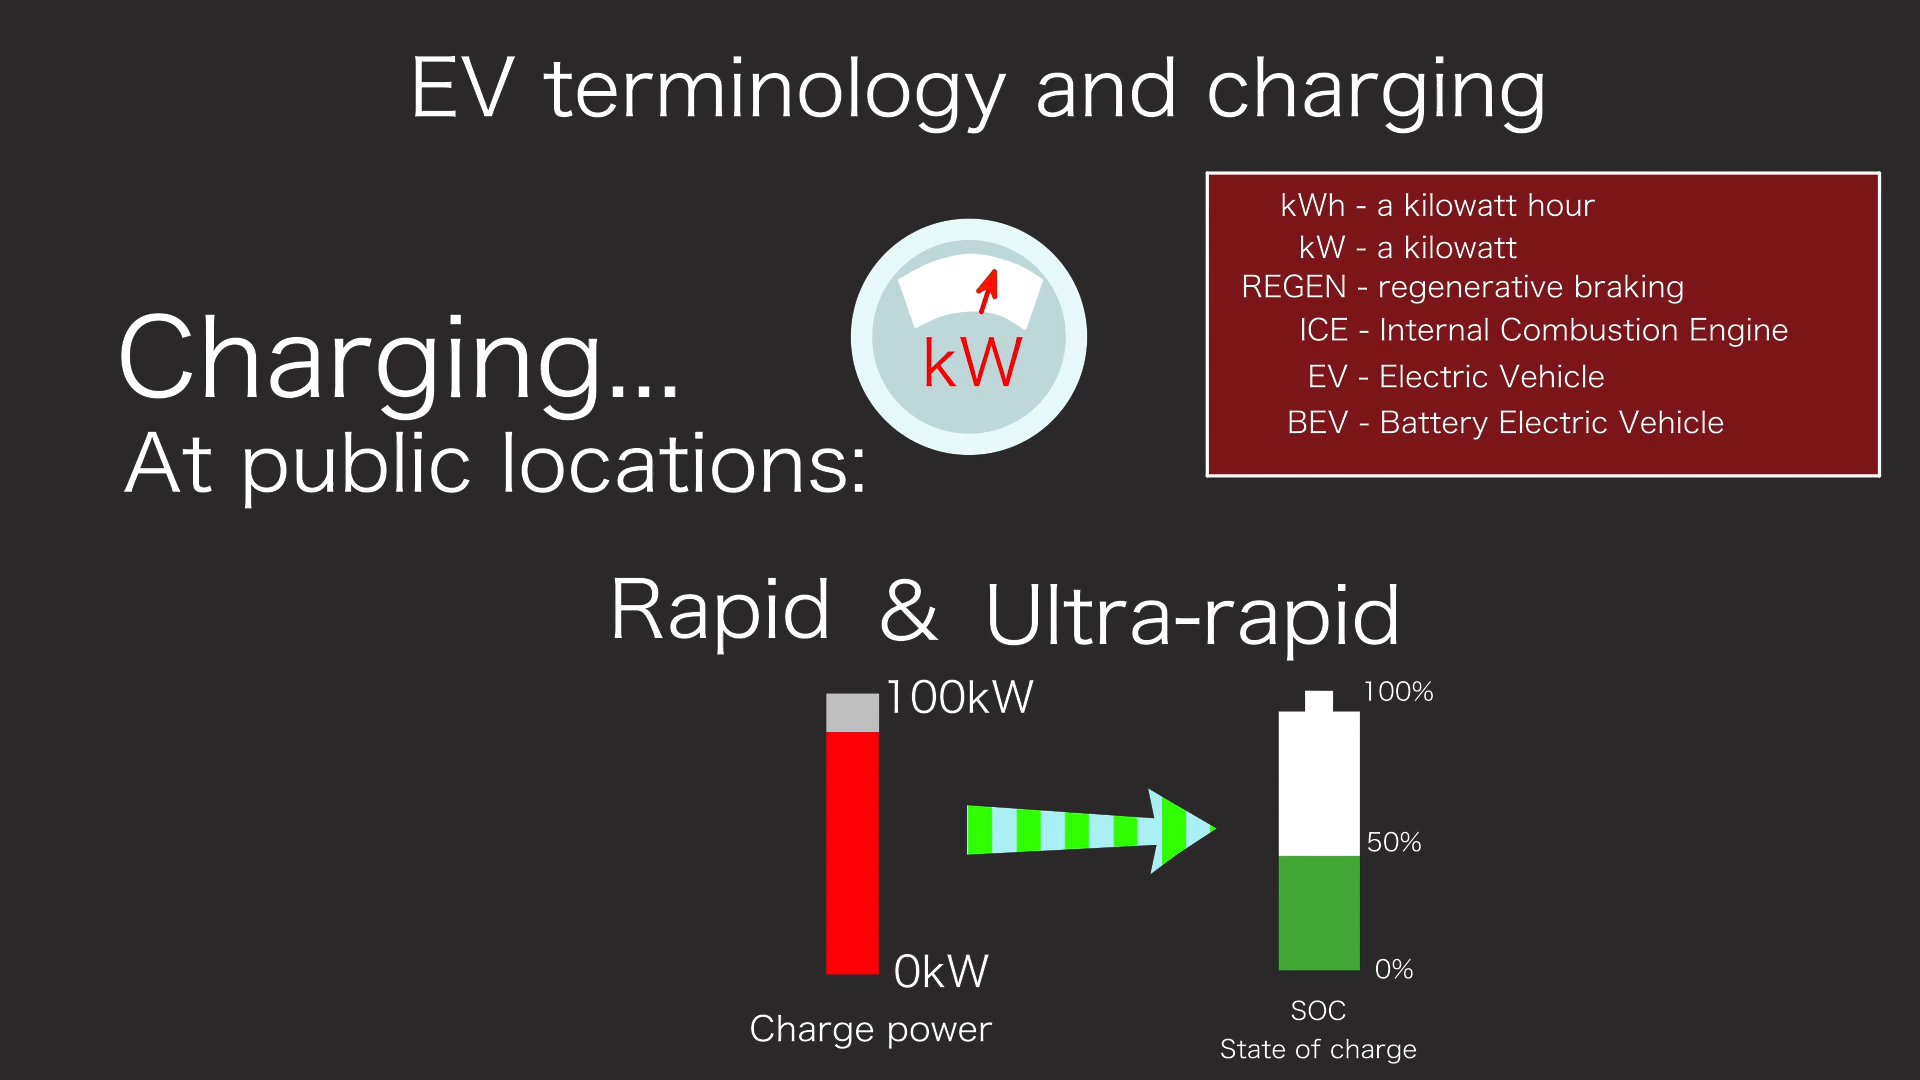 EV terminology and charging
kWh - a kilowatt hour
kW - a kilowatt
REGEN - regenerative braking
ICE - Internal Combustion Engine
EV - Electric Vehicle
BEV - Battery Electric Vehicle
kW
Charging...
At public locations:
Rapid & Ultra-rapid
100kW
0kW
Charge power
100%
50%
0%
SOC
State of charge